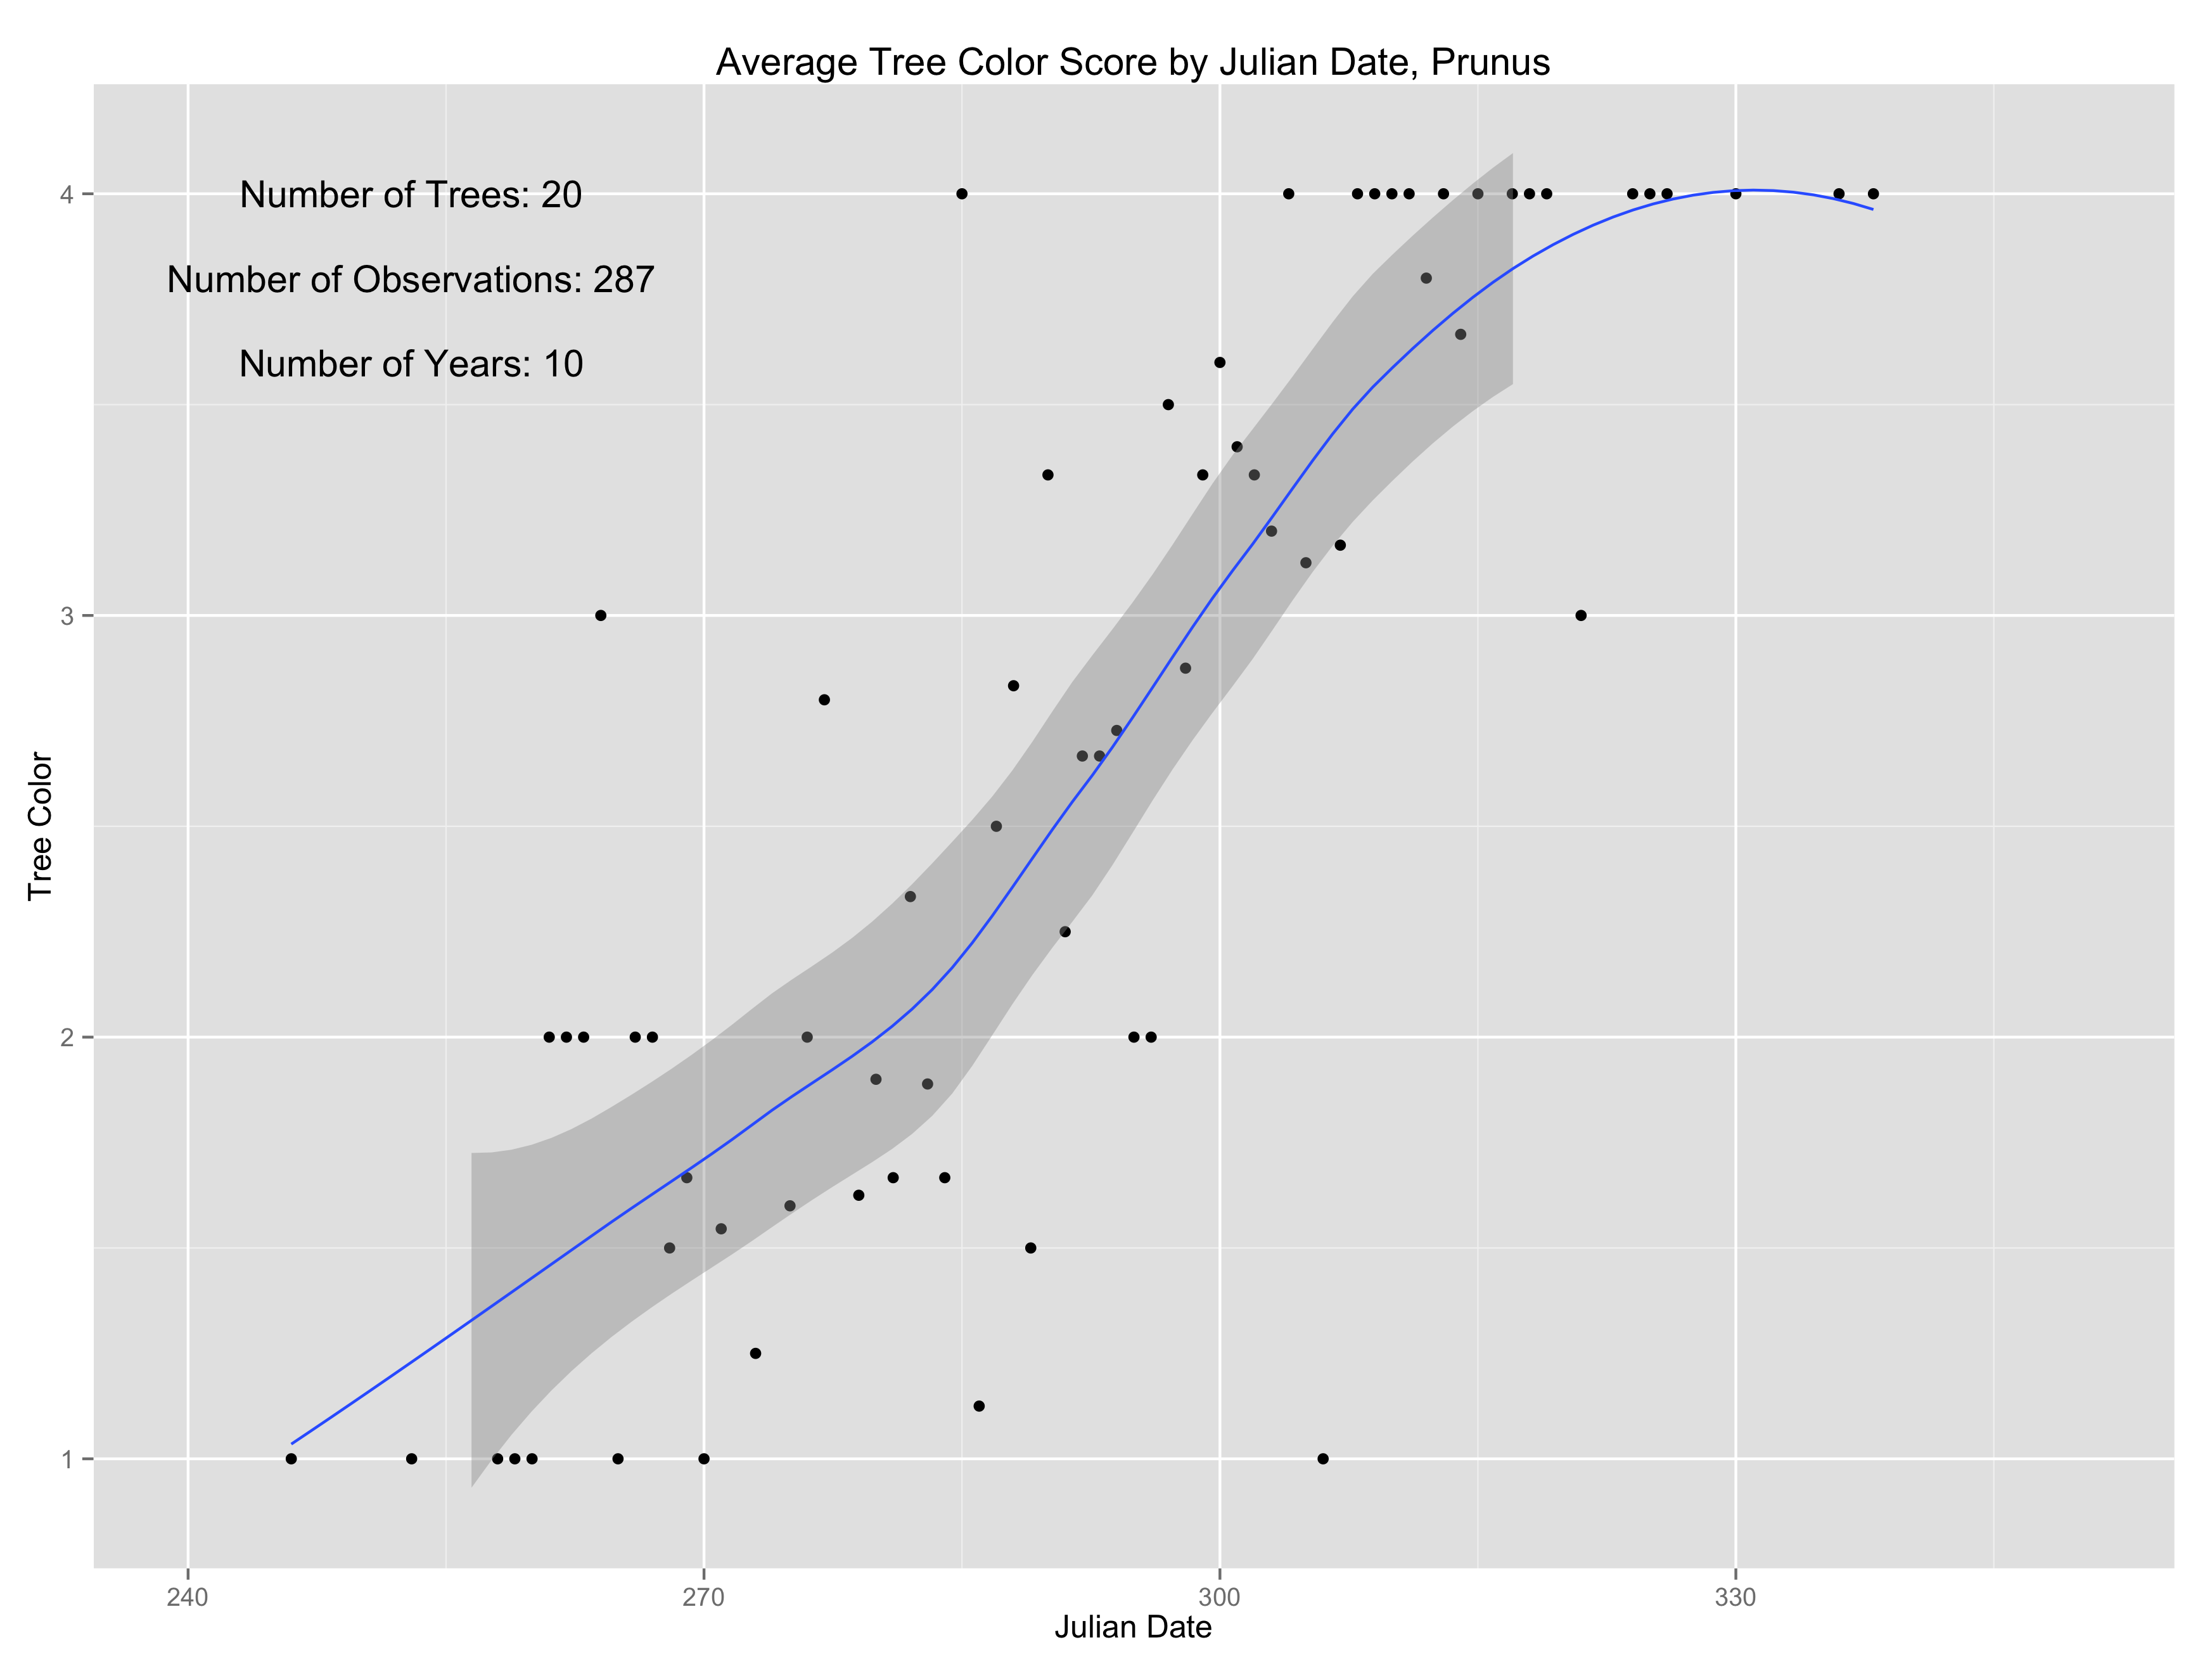 Average Tree Color Score by Julian Date, Prunus
Number of Trees: 20
Number of Observations: 287
Number of Years: 10
4
3
2
1
Tree Color
240 270 300 330
Julian Date